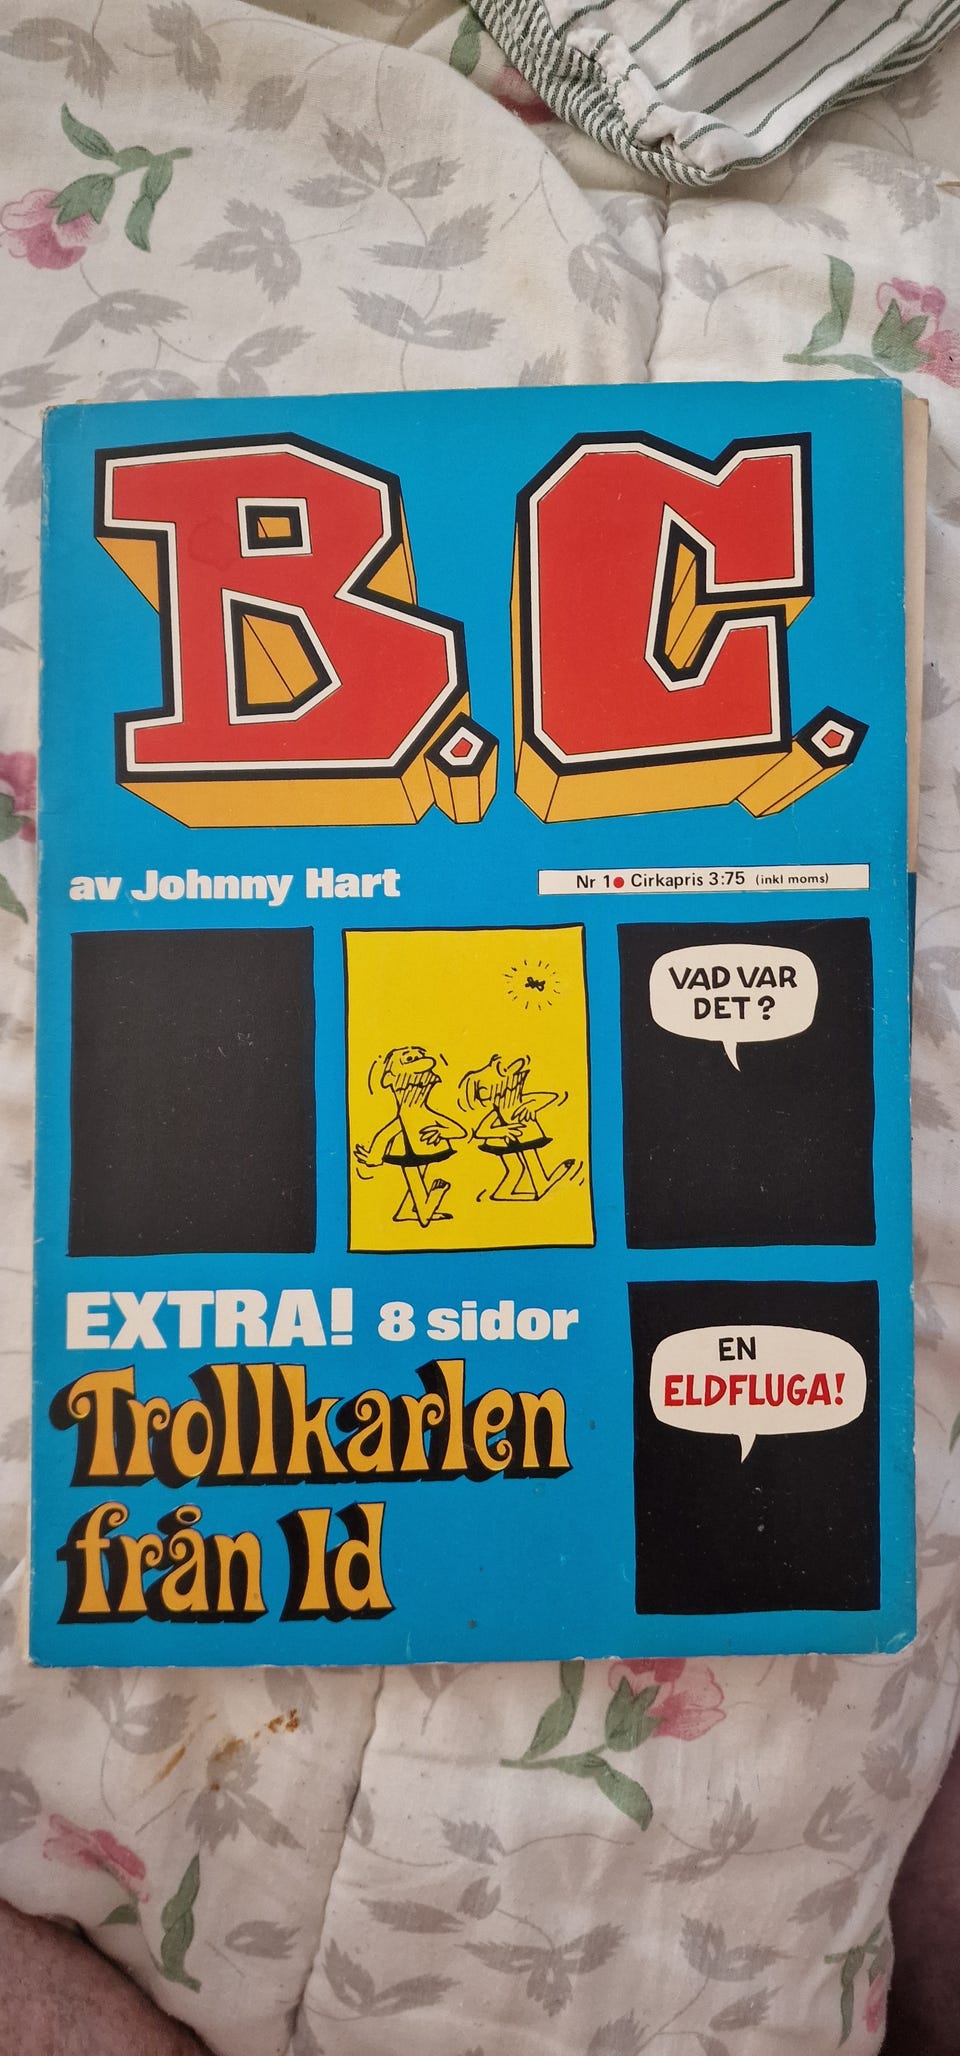 B.C.
av Johnny Hart
Nr 1 • Cirkapris 3:75 (inkl moms)
VAD VAR
DET?
EXTRA! 8 sidor
Trollkarlen
från Id
EN
ELDFLUGA!